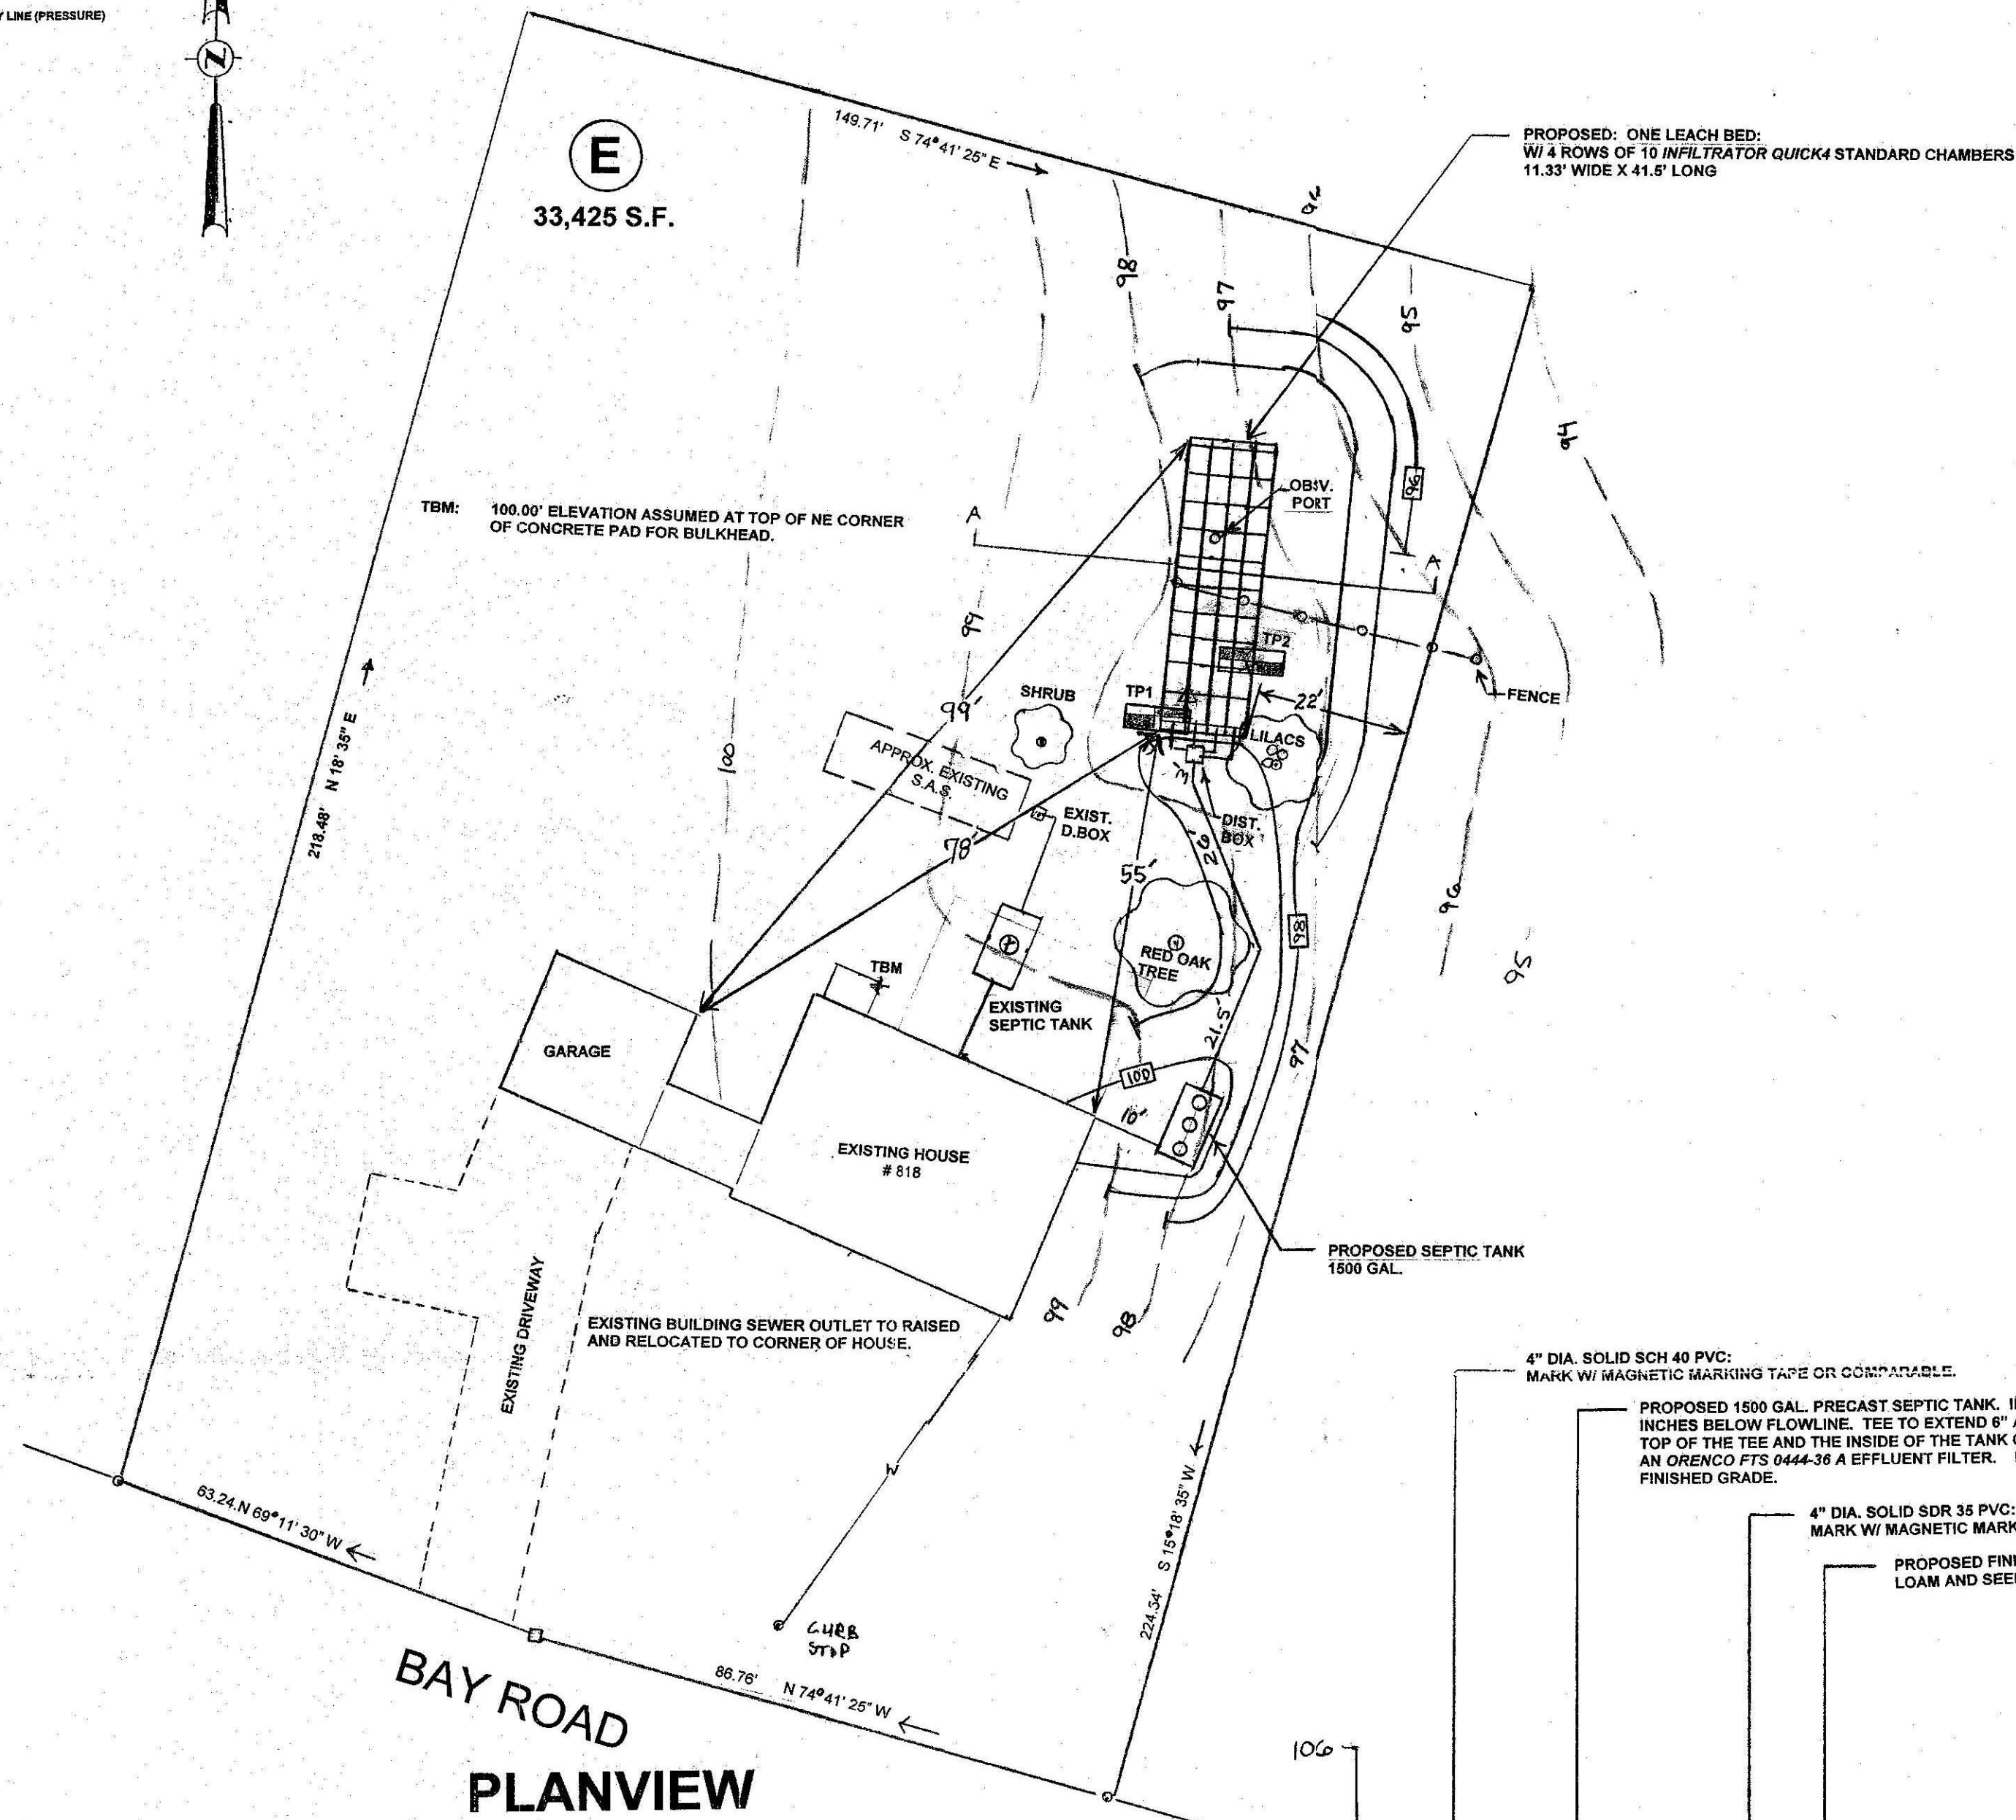 Y LINE (PRESSURE)
N
E
33,425 S.F.
149.71' S 74° 41' 25" E
PROPOSED: ONE LEACH BED:
W/ 4 ROWS OF 10 INFILTRATOR QUICK4 STANDARD CHAMBERS
11.33' WIDE X 41.5' LONG
98
97
95
94
96
OBSV.
PORT
TBM: 100.00' ELEVATION ASSUMED AT TOP OF NE CORNER
OF CONCRETE PAD FOR BULKHEAD.
A
A
99
TP2
FENCE
22'
TP1
SHRUB
99'
LILACS
218.48' N 18' 35" E
100
APPROX. EXISTING
S.A.S.
3'
EXIST.
D.BOX
DIST.
BOX
78'
26'
55'
96
98
95
RED OAK
TREE
TBM
EXISTING
SEPTIC TANK
21.5'
97
GARAGE
100
10'
EXISTING HOUSE
# 818
PROPOSED SEPTIC TANK
1500 GAL.
99
98
EXISTING DRIVEWAY
EXISTING BUILDING SEWER OUTLET TO RAISED
AND RELOCATED TO CORNER OF HOUSE.
W
S 15° 18' 35" W
63.24. N 69° 11' 30" W
CURB
STOP
86.76' N 74° 41' 25" W
BAY ROAD
PLANVIEW
4" DIA. SOLID SCH 40 PVC:
MARK W/ MAGNETIC MARKING TAPE OR COMPARABLE.
PROPOSED 1500 GAL. PRECAST SEPTIC TANK.
INCHES BELOW FLOWLINE. TEE TO EXTEND 6"
TOP OF THE TEE AND THE INSIDE OF THE TANK
AN ORENCO FTS 0444-36 A EFFLUENT FILTER.
FINISHED GRADE.
4" DIA. SOLID SDR 35 PVC:
MARK W/ MAGNETIC MARK
PROPOSED FINI
LOAM AND SEE
106